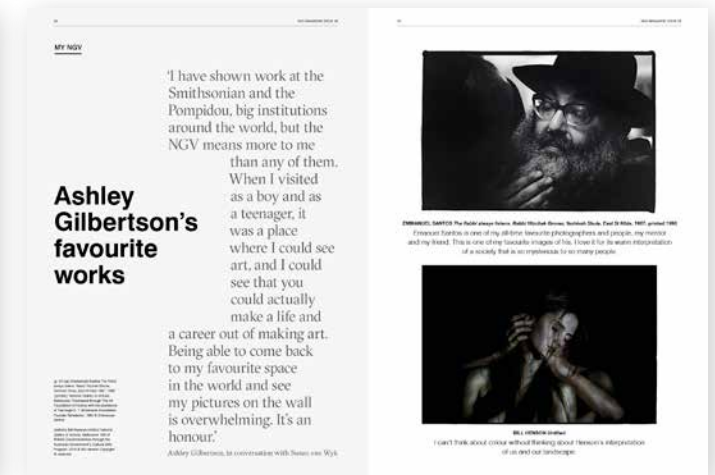 MY NGV
Ashley
Gilbertson's
favourite
works
'I have shown work at the
Smithsonian and the
Pompidou, big institutions
around the world, but the
NGV means more to me
than any of them.
When I visited
as a boy and as
a teenager, it
was a place
where I could see
art, and I could
see that you
could actually
make a life and
a career out of making art.
Being able to come back
to my favourite space
in the world and see
my pictures on the wall
is overwhelming. It's an
honour.'
Ashley Gilbertson, in conversation with Susan van Wyk
EMMANUEL SANTOS The Rabbi always listens.
Emanuel Santos is one of my all-time favourite photographers and people, my mentor
and my friend. This is one of my favourite images of his. I love it for its warm interpretation
of a society that is so mysterious to so many people.
BILL HENSON Untitled
I can't think about colour without thinking about Henson's interpretation
of us and our landscape.